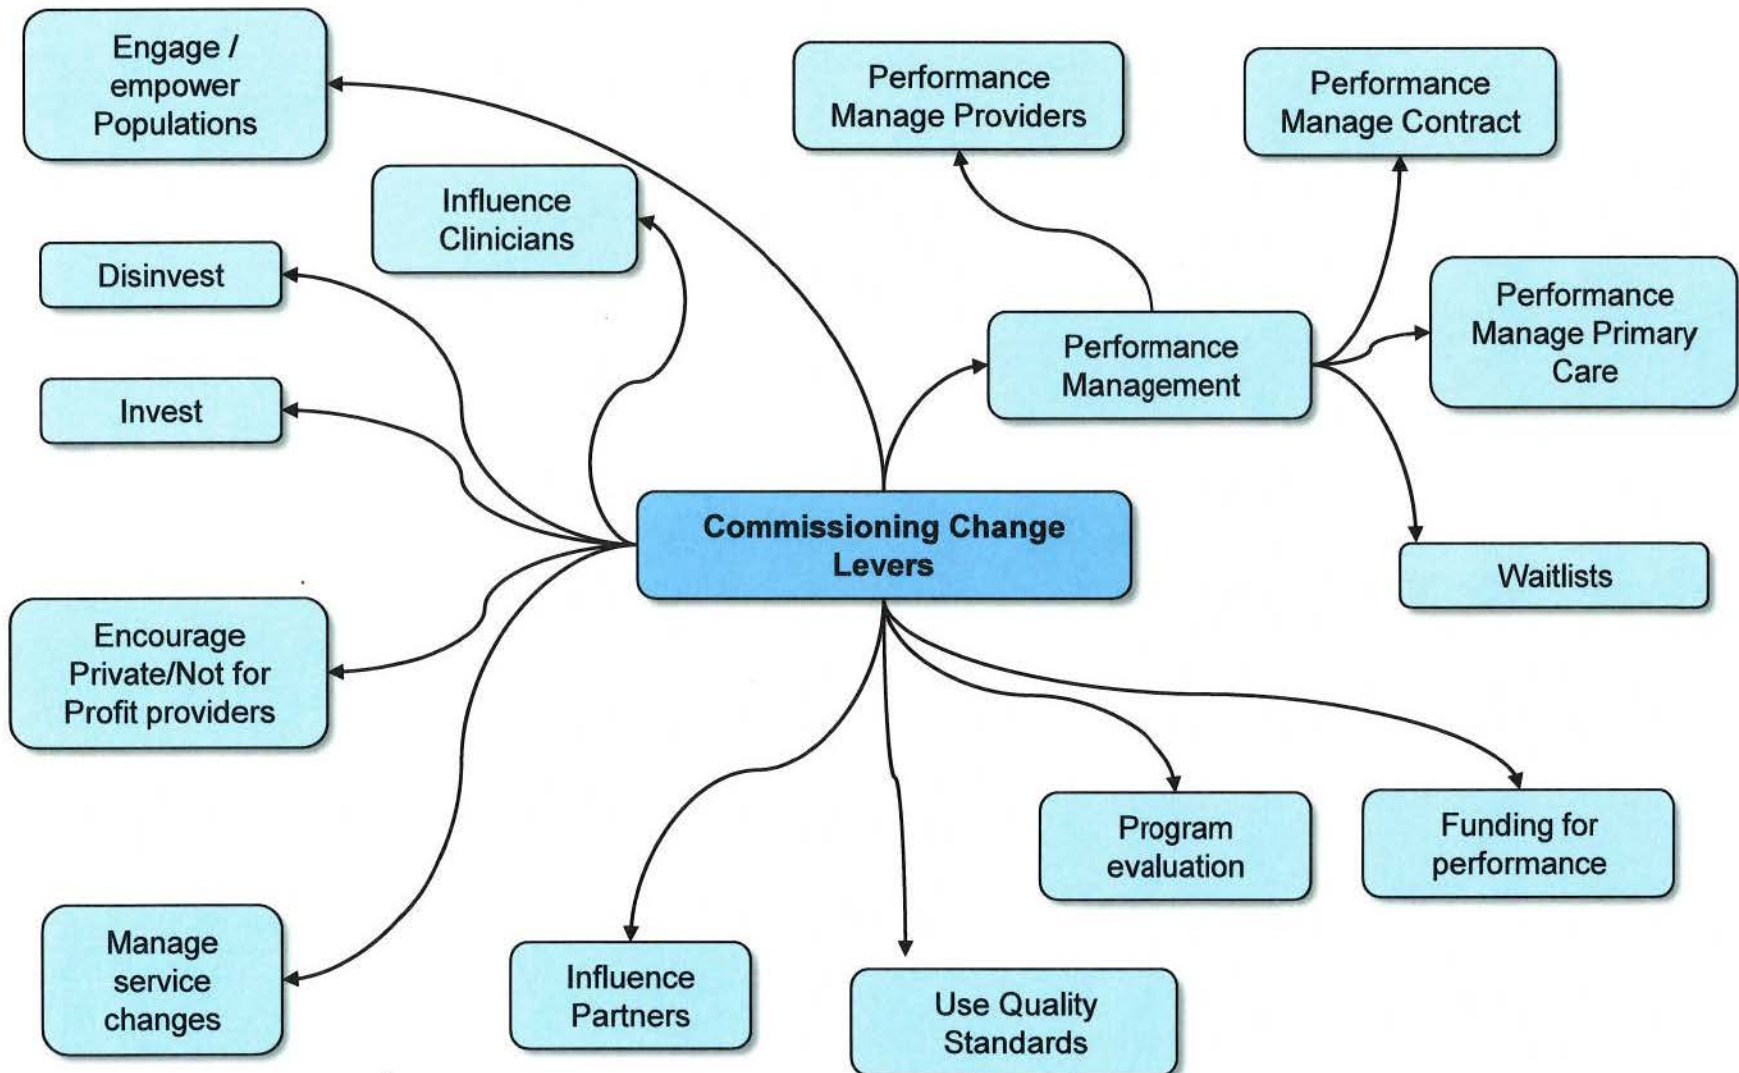 Engage /
empower
Populations
Performance
Manage Providers
Performance
Manage Contract
Influence
Clinicians
Disinvest
Performance
Manage Primary
Care
Performance
Management
Invest
Commissioning Change
Levers
Waitlists
Encourage
Private/Not for
Profit providers
Program
evaluation
Funding for
performance
Manage
service
changes
Influence
Partners
Use Quality
Standards